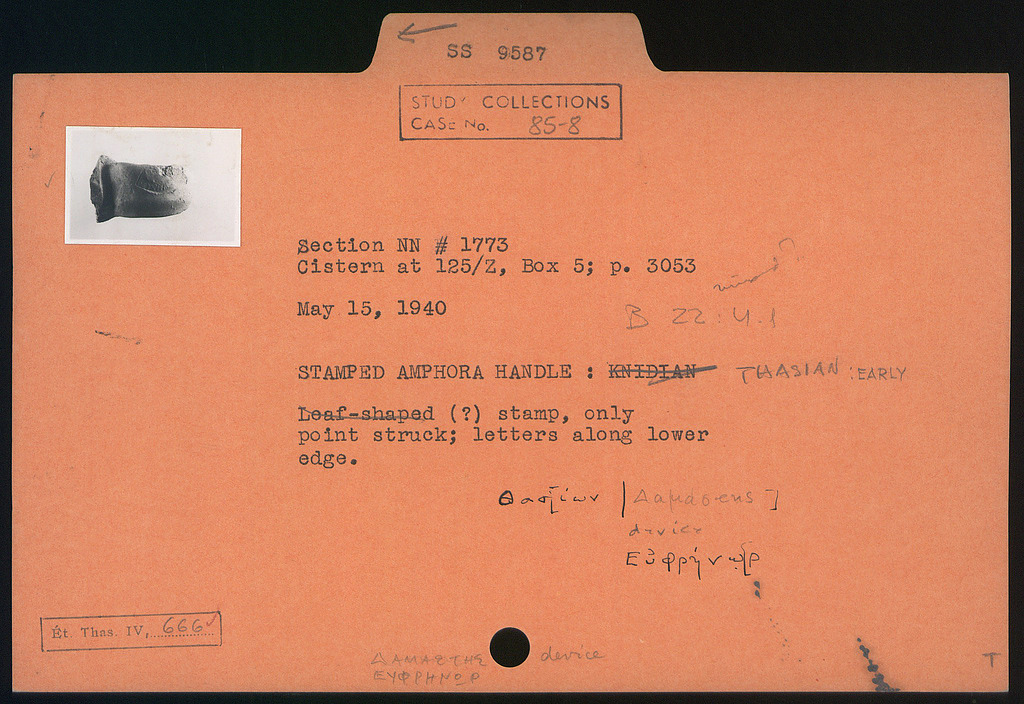 SS 9587
STUDY COLLECTIONS
CASE No. 85-8
Section NN # 1773
Cistern at 125/Z, Box 5; p. 3053
May 15, 1940
B 22:4.1
STAMPED AMPHORA HANDLE : KNIDIAN THASIAN : EARLY
Leaf-shaped (?) stamp, only
point struck; letters along lower
edge.
Θασ[ίων | Δαμάστης ]
device
Εὐφρήνω[ρ
Ét. Thas. IV, 666
ΔΑΜΑΣΤΗΣ device
ΕΥΦΡΗΝΩΡ
T